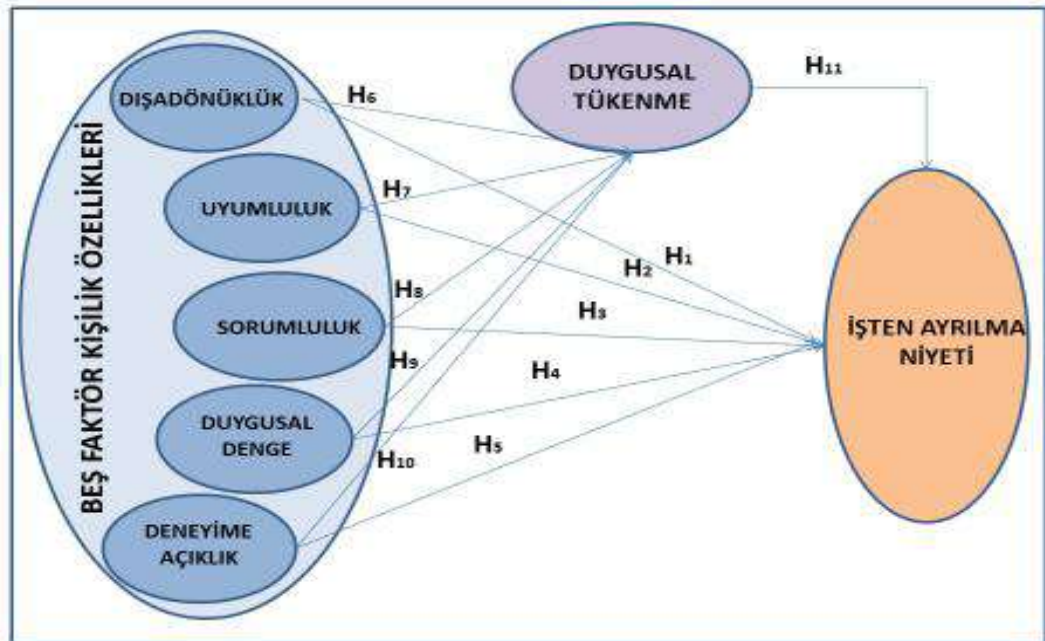 BEŞ FAKTÖR KİŞİLİK ÖZELLİKLERİ
DIŞADÖNÜKLÜK
UYUMLULUK
SORUMLULUK
DUYGUSAL
DENGE
DENEYİME
AÇIKLIK
H6
H7
H8
H9
H10
DUYGUSAL
TÜKENME
H11
H1
H2
H3
H4
H5
İŞTEN AYRILMA
NİYETİ